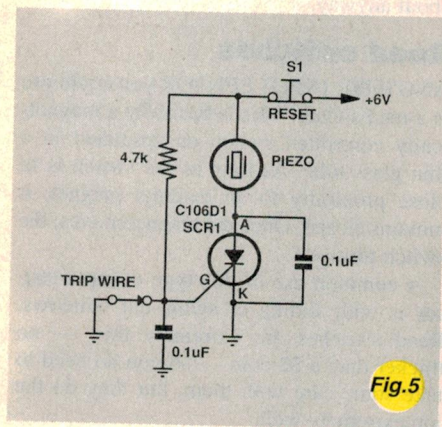 S1
+6V
RESET
4.7k
PIEZO
C106D1
SCR1
A
0.1uF
TRIP WIRE
G
K
0.1uF
Fig.5